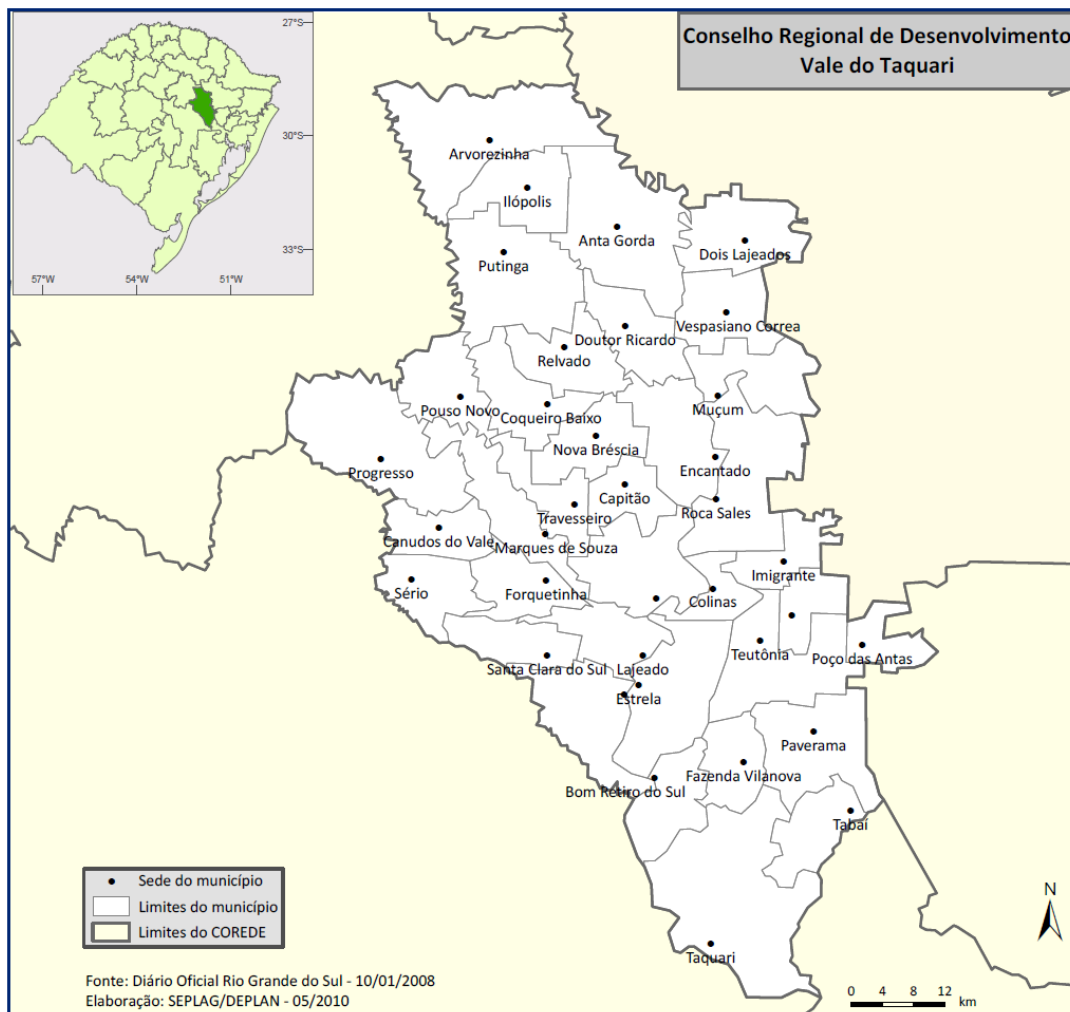 Conselho Regional de Desenvolvimento
Vale do Taquari
27°S
30°S
33°S
57°W
54°W
51°W
Arvorezinha
Ilópolis
Anta Gorda
Dois Lajeados
Putinga
Vespasiano Correa
Doutor Ricardo
Relvado
Muçum
Pouso Novo
Coqueiro Baixo
Nova Bréscia
Encantado
Progresso
Capitão
Roca Sales
Travesseiro
Canudos do Vale
Marques de Souza
Imigrante
Sério
Forquetinha
Colinas
Teutônia
Poço das Antas
Santa Clara do Sul
Lajeado
Estrela
Paverama
Fazenda Vilanova
Bom Retiro do Sul
Tabaí
Taquari
Sede do município
Limites do município
Limites do COREDE
N
Fonte: Diário Oficial Rio Grande do Sul - 10/01/2008
Elaboração: SEPLAG/DEPLAN - 05/2010
0 4 8 12
km